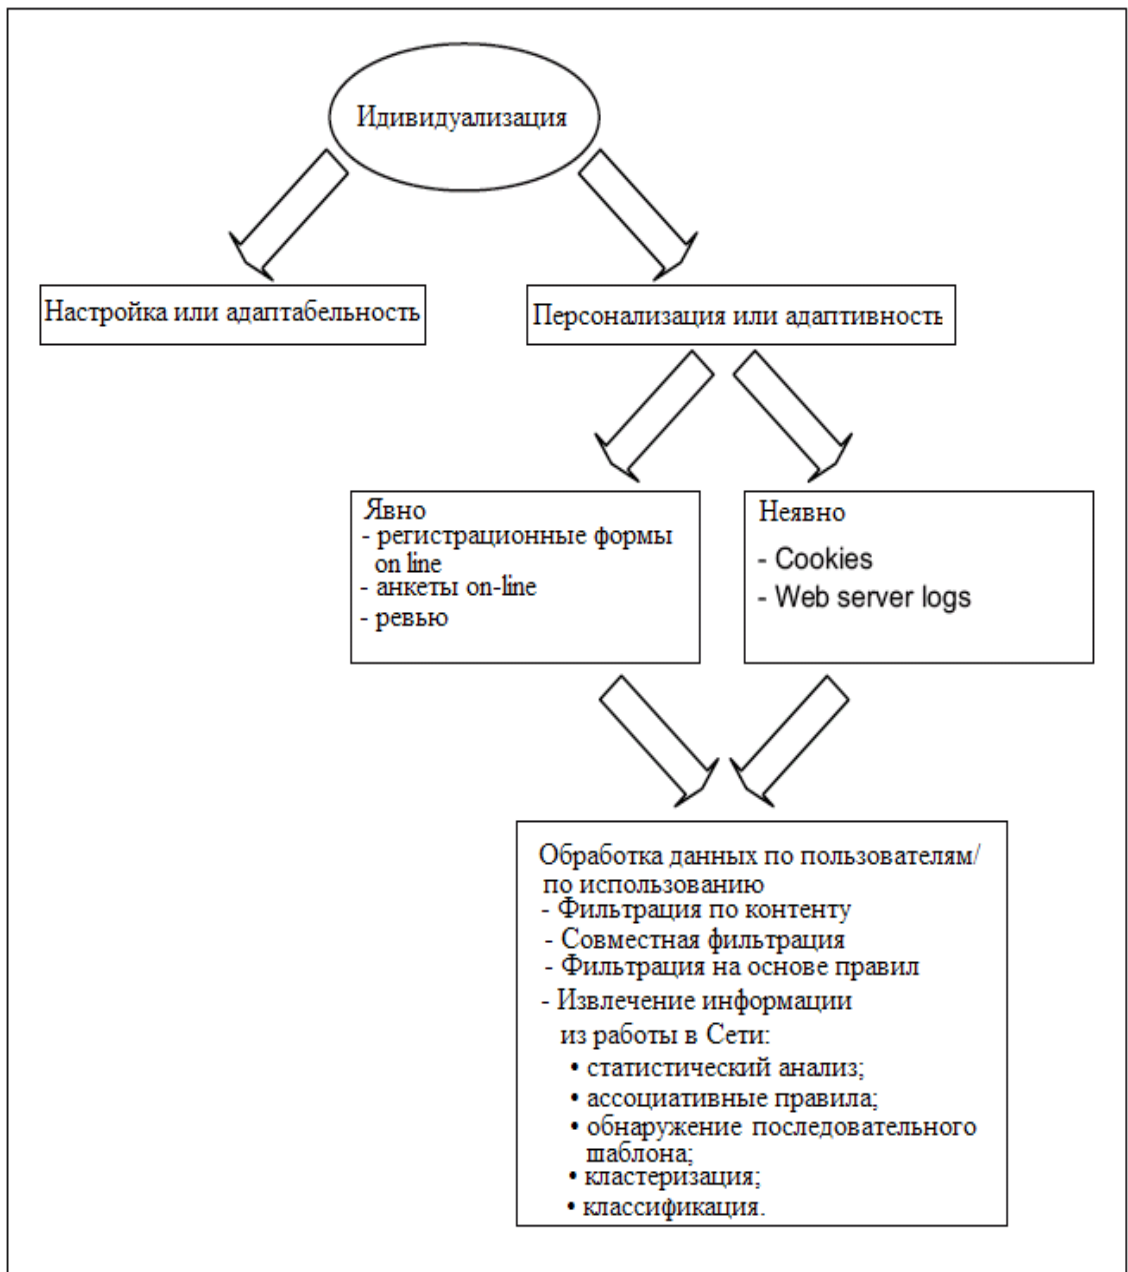 Идивидуализация
Настройка или адаптабельность
Персонализация или адаптивность
Явно
- регистрационные формы
on line
- анкеты on-line
- ревью
Неявно
- Cookies
- Web server logs
Обработка данных по пользователям/
по использованию
- Фильтрация по контенту
- Совместная фильтрация
- Фильтрация на основе правил
- Извлечение информации
из работы в Сети:
• статистический анализ;
• ассоциативные правила;
• обнаружение последовательного
шаблона;
• кластеризация;
• классификация.